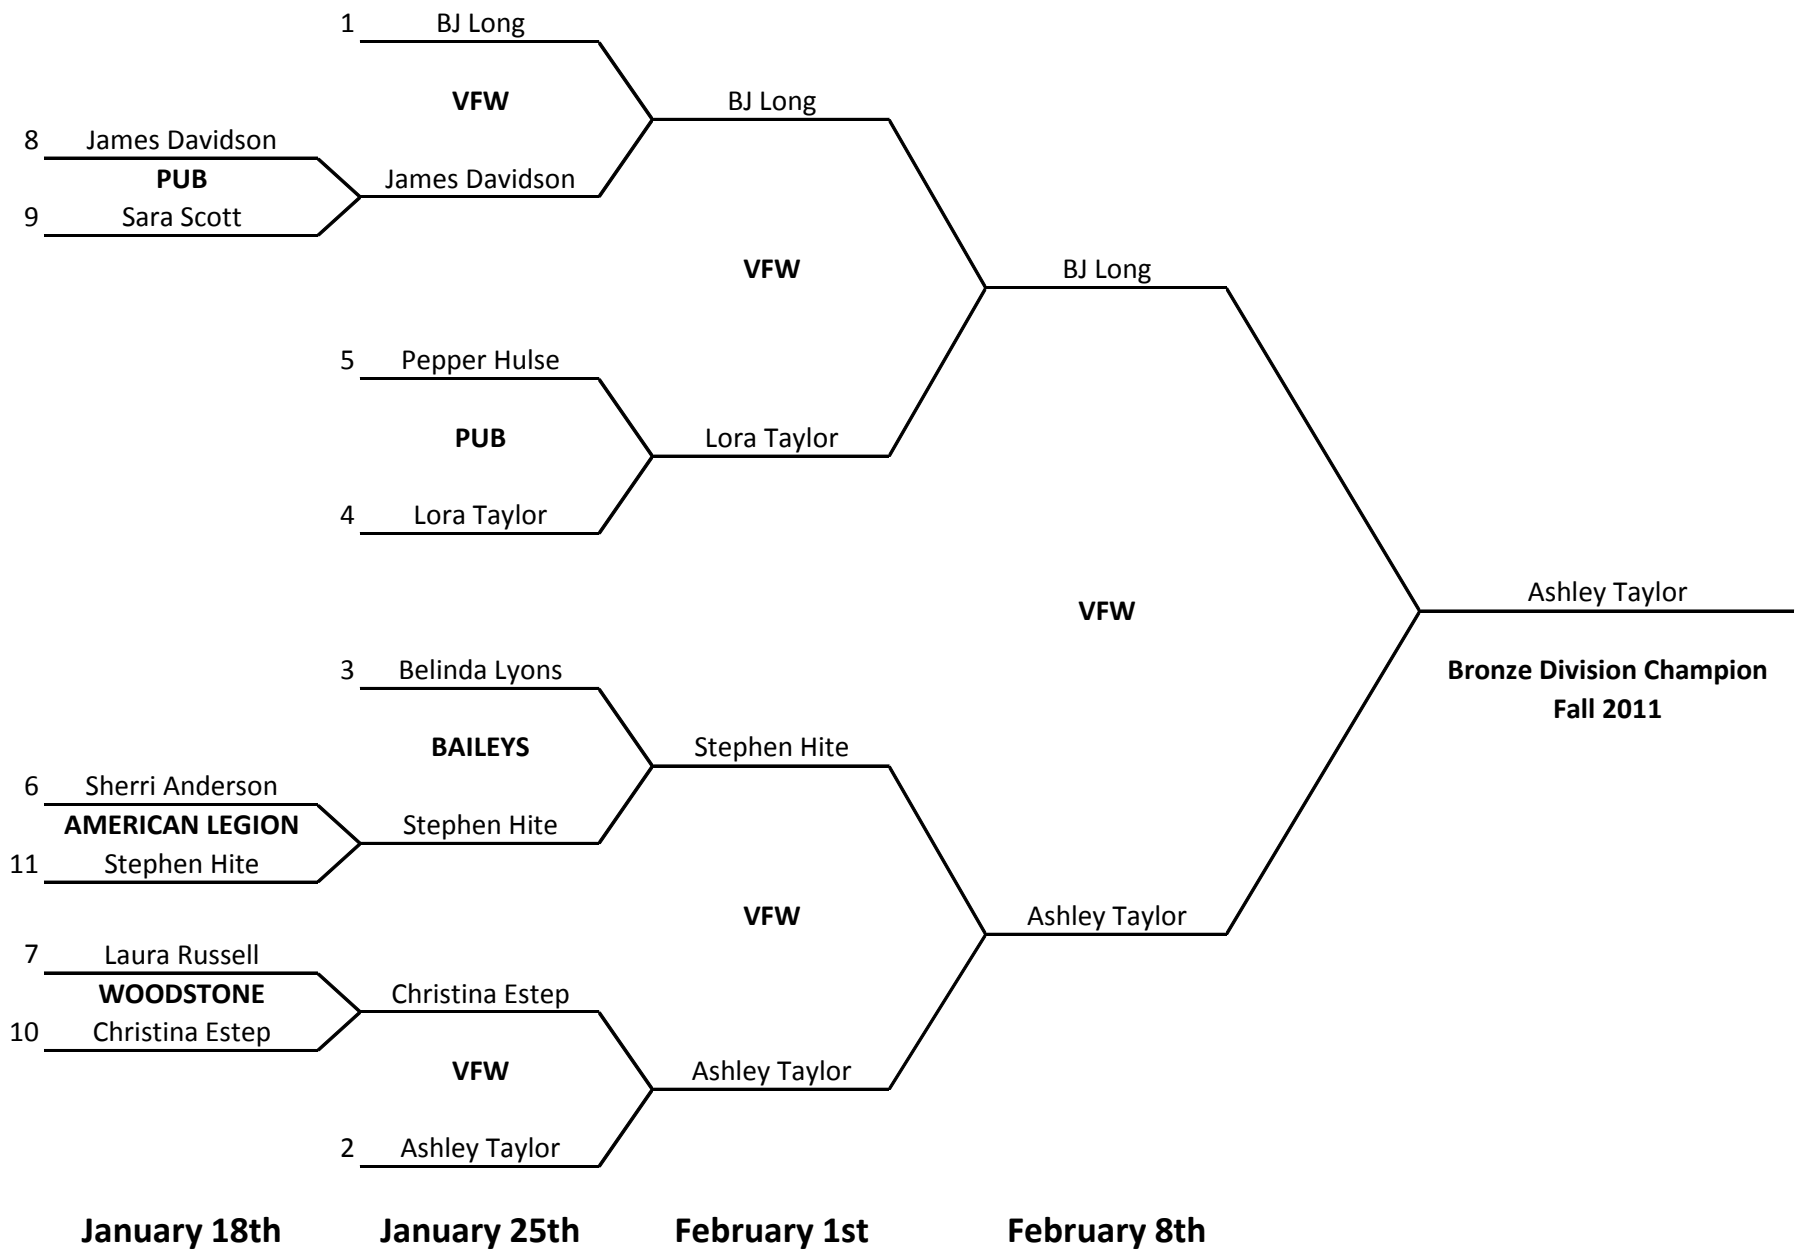 1 BJ Long
VFW
BJ Long
8 James Davidson
PUB
James Davidson
9 Sara Scott
VFW
BJ Long
5 Pepper Hulse
PUB
Lora Taylor
4 Lora Taylor
VFW
Ashley Taylor
Bronze Division Champion
Fall 2011
3 Belinda Lyons
BAILEYS
Stephen Hite
6 Sherri Anderson
AMERICAN LEGION
Stephen Hite
11 Stephen Hite
VFW
Ashley Taylor
7 Laura Russell
WOODSTONE
Christina Estep
10 Christina Estep
VFW
Ashley Taylor
2 Ashley Taylor
January 18th January 25th February 1st February 8th